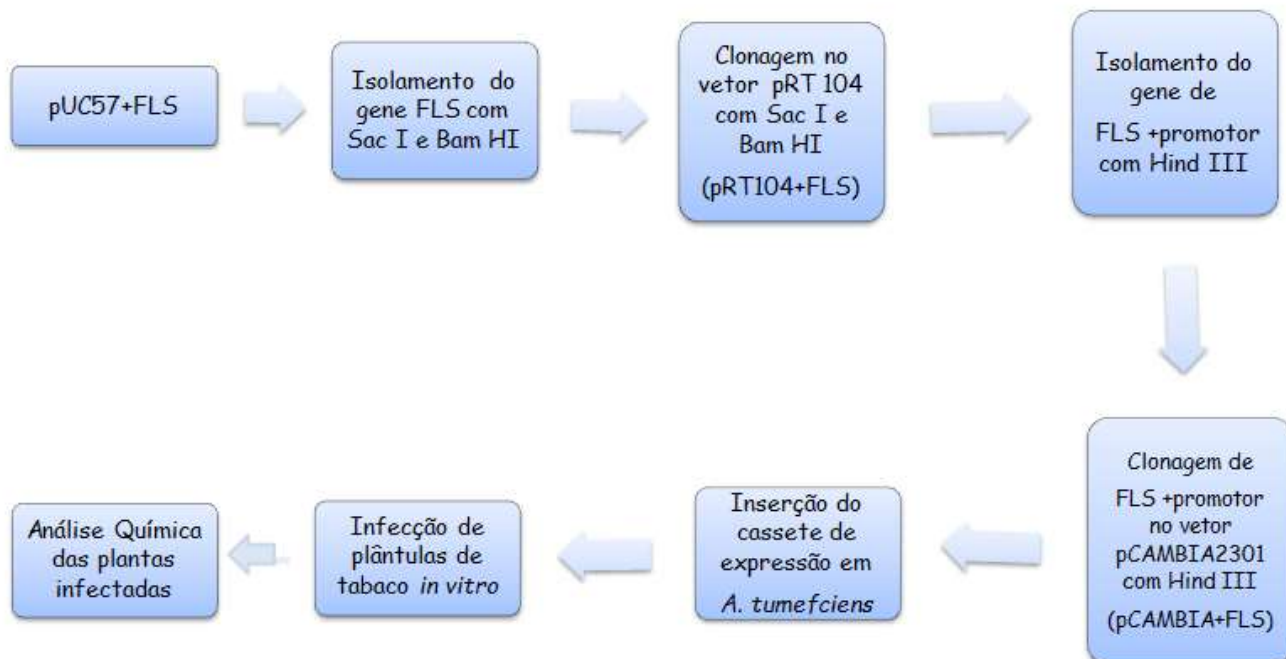 pUC57+FLS
Isolamento do
gene FLS com
Sac I e Bam HI
Clonagem no
vetor pRT 104
com Sac I e
Bam HI
(pRT104+FLS)
Isolamento do
gene de
FLS +promotor
com Hind III
Clonagem de
FLS +promotor
no vetor
pCAMBIA2301
com Hind III
(pCAMBIA+FLS)
Inserção do
cassete de
expressão em
A. tumefciens
Infecção de
plântulas de
tabaco in vitro
Análise Química
das plantas
infectadas